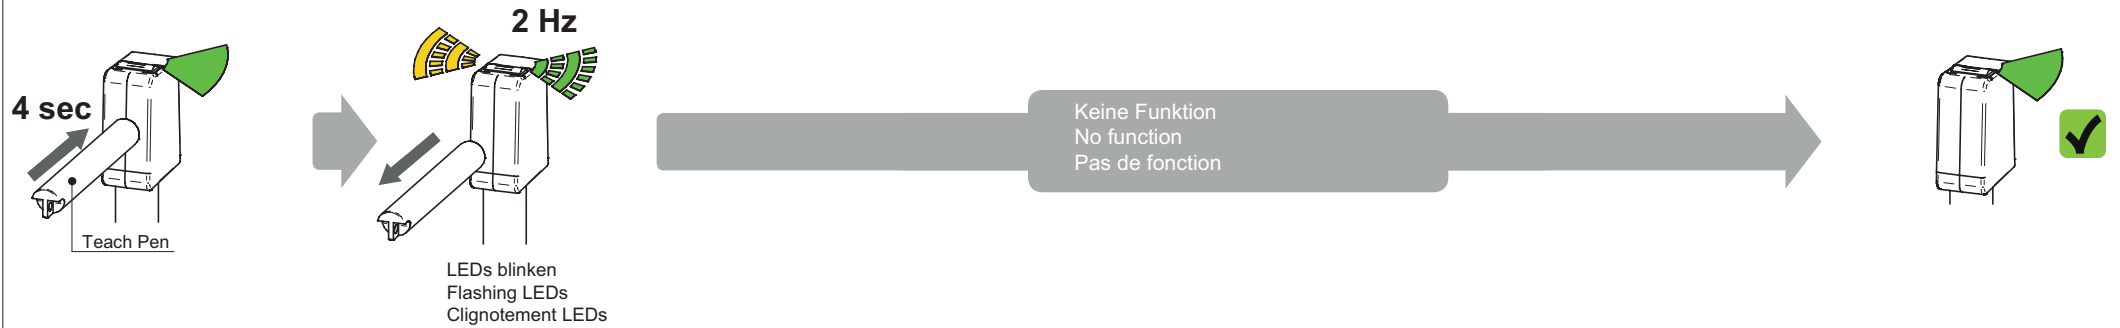 2 Hz
4 sec
Teach Pen
LEDs blinken
Flashing LEDs
Clignotement LEDs
Keine Funktion
No function
Pas de fonction